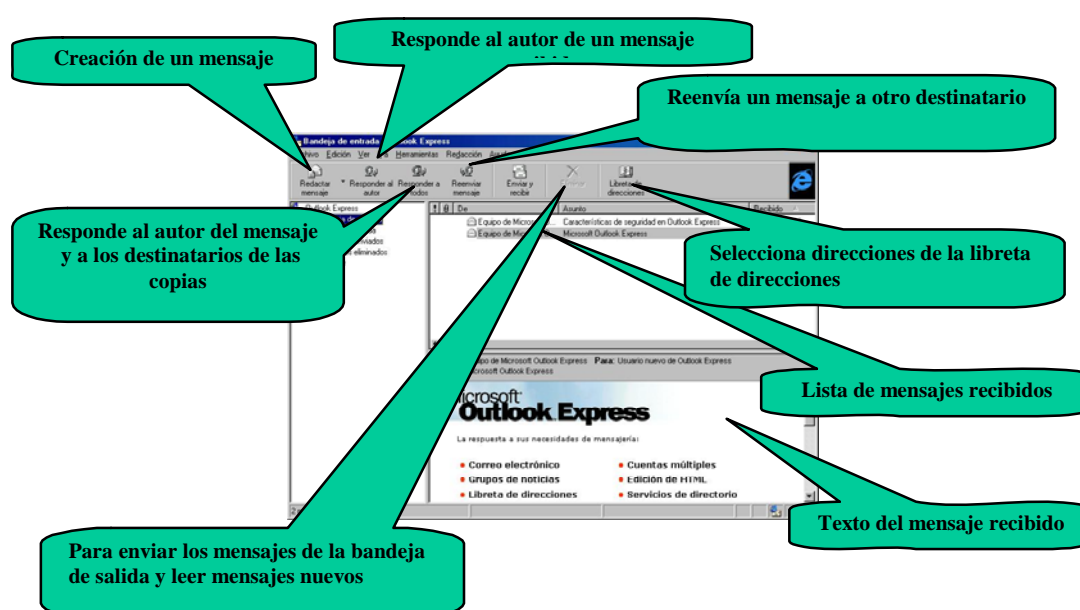 Creación de un mensaje
Responde al autor de un mensaje
Reenvía un mensaje a otro destinatario
Bandeja de entrada Express
Edición Ver Herramientas Redacción
Redactar mensaje
Responder al autor
Responder a
Reenviar mensaje
Enviar y recibir
Eliminar
direcciones
Outlook Express
De
Asunto
Recibido
Equipo de Características de seguridad en Outlook Express
Equipo de Microsoft Outlook Express
eliminados
Responde al autor del mensaje
y a los destinatarios de las
copias
Selecciona direcciones de la libreta
de direcciones
de Microsoft Outlook Express Para: Usuario nuevo de Outlook Express
Outlook Express
Lista de mensajes recibidos
Outlook Express
La respuesta a sus necesidades de mensajería:
• Correo electrónico
• Cuentas múltiples
• Grupos de noticias
• Edición de HTML
• Libreta de direcciones
• Servicios de directorio
Texto del mensaje recibido
Para enviar los mensajes de la bandeja
de salida y leer mensajes nuevos